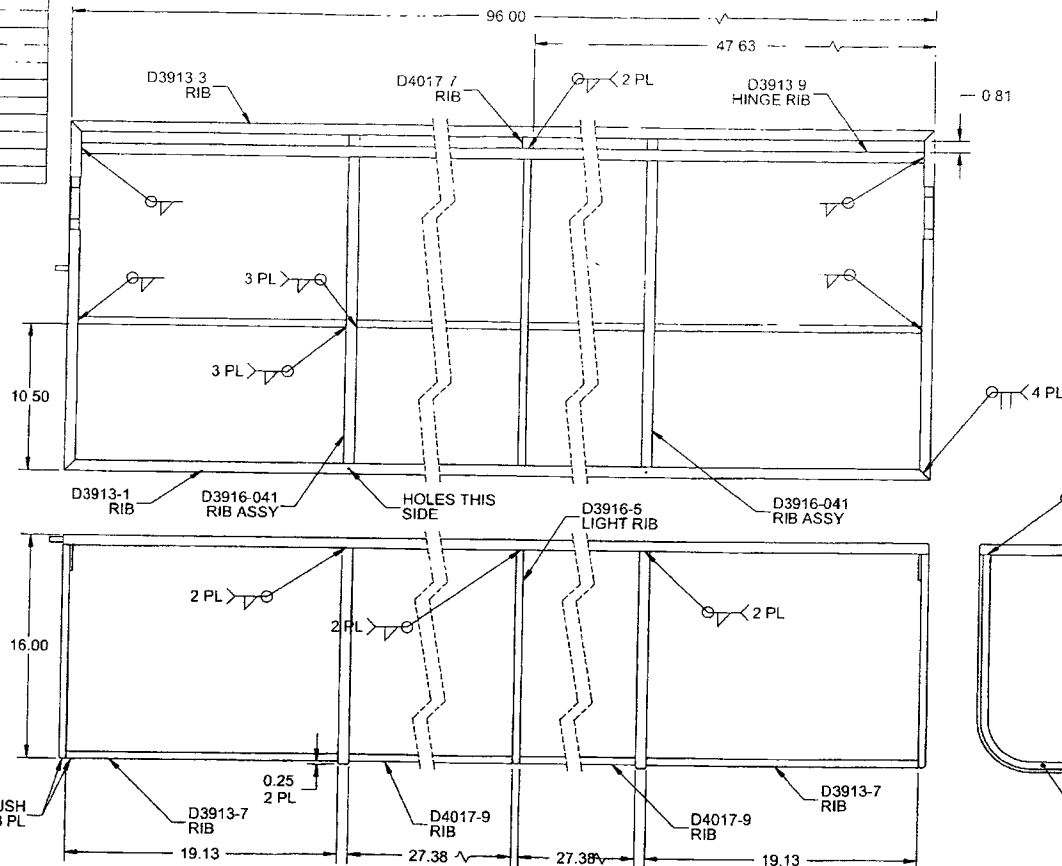 96 00
47 63
D3913 3
RIB
D4017 7
RIB
2 PL
D3913 9
HINGE RIB
0 81
3 PL
3 PL
10 50
4 PL
D3913-1
RIB
D3916-041
RIB ASSY
HOLES THIS
SIDE
D3916-5
LIGHT RIB
D3916-041
RIB ASSY
2 PL
2 PL
2 PL
16.00
0.25
2 PL
D3913-7
RIB
D4017-9
RIB
D4017-9
RIB
D3913-7
RIB
19.13
27.38
27.38
19.13